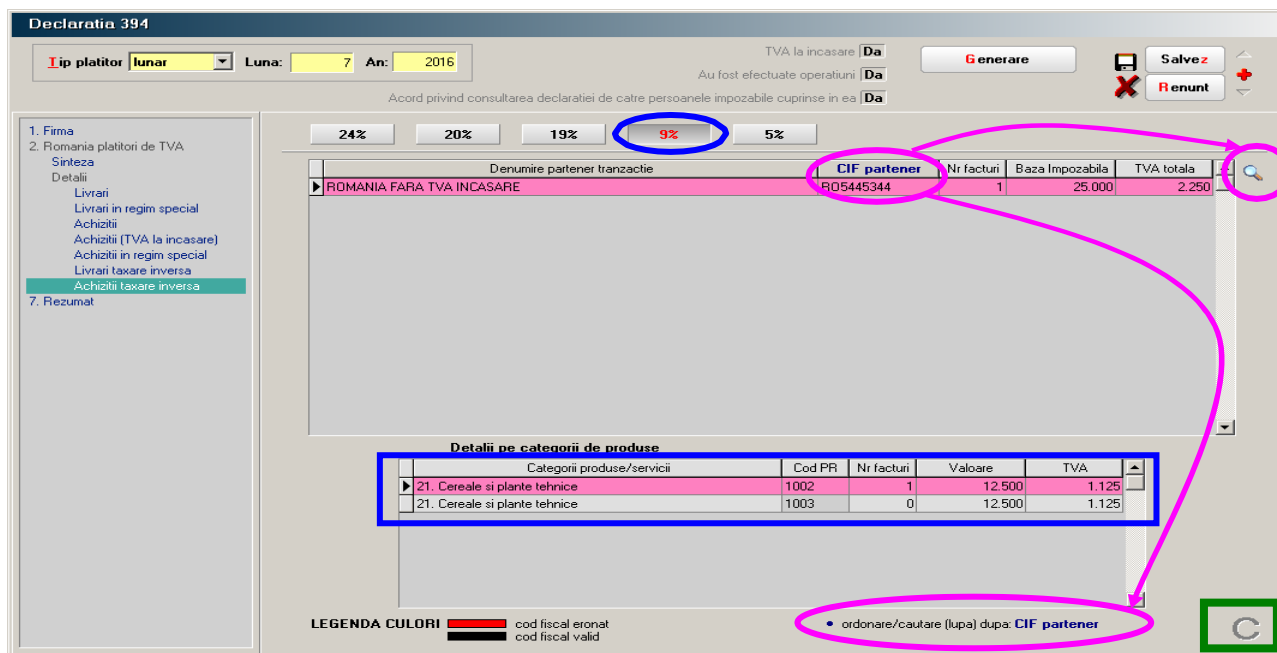 Declaratia 394
Tip platitor lunar Luna: 7 An: 2016
TVA la incasare Da
Au fost efectuate operatiuni Da
Acord privind consultarea declaratiei de catre persoanele impozabile cuprinse in ea Da
Generare
Salvez
Renunt
1. Firma
2. Romania platitori de TVA
Sinteza
Detalii
Livrari
Livrari in regim special
Achizitii
Achizitii (TVA la incasare)
Achizitii in regim special
Livrari taxare inversa
Achizitii taxare inversa
7. Rezumat
24% 20% 19% 9% 5%
Denumire partener tranzactie CIF partener Nr facturi Baza Impozabila TVA totala
ROMANIA FARA TVA INCASARE RO5445344 1 25.000 2.250
Detalii pe categorii de produse
Categorii produse/servicii Cod PR Nr facturi Valoare TVA
21. Cereale si plante tehnice 1002 1 12.500 1.125
21. Cereale si plante tehnice 1003 0 12.500 1.125
LEGENDA CULORI cod fiscal eronat
cod fiscal valid
• ordonare/cautare (lupa) dupa: CIF partener
C